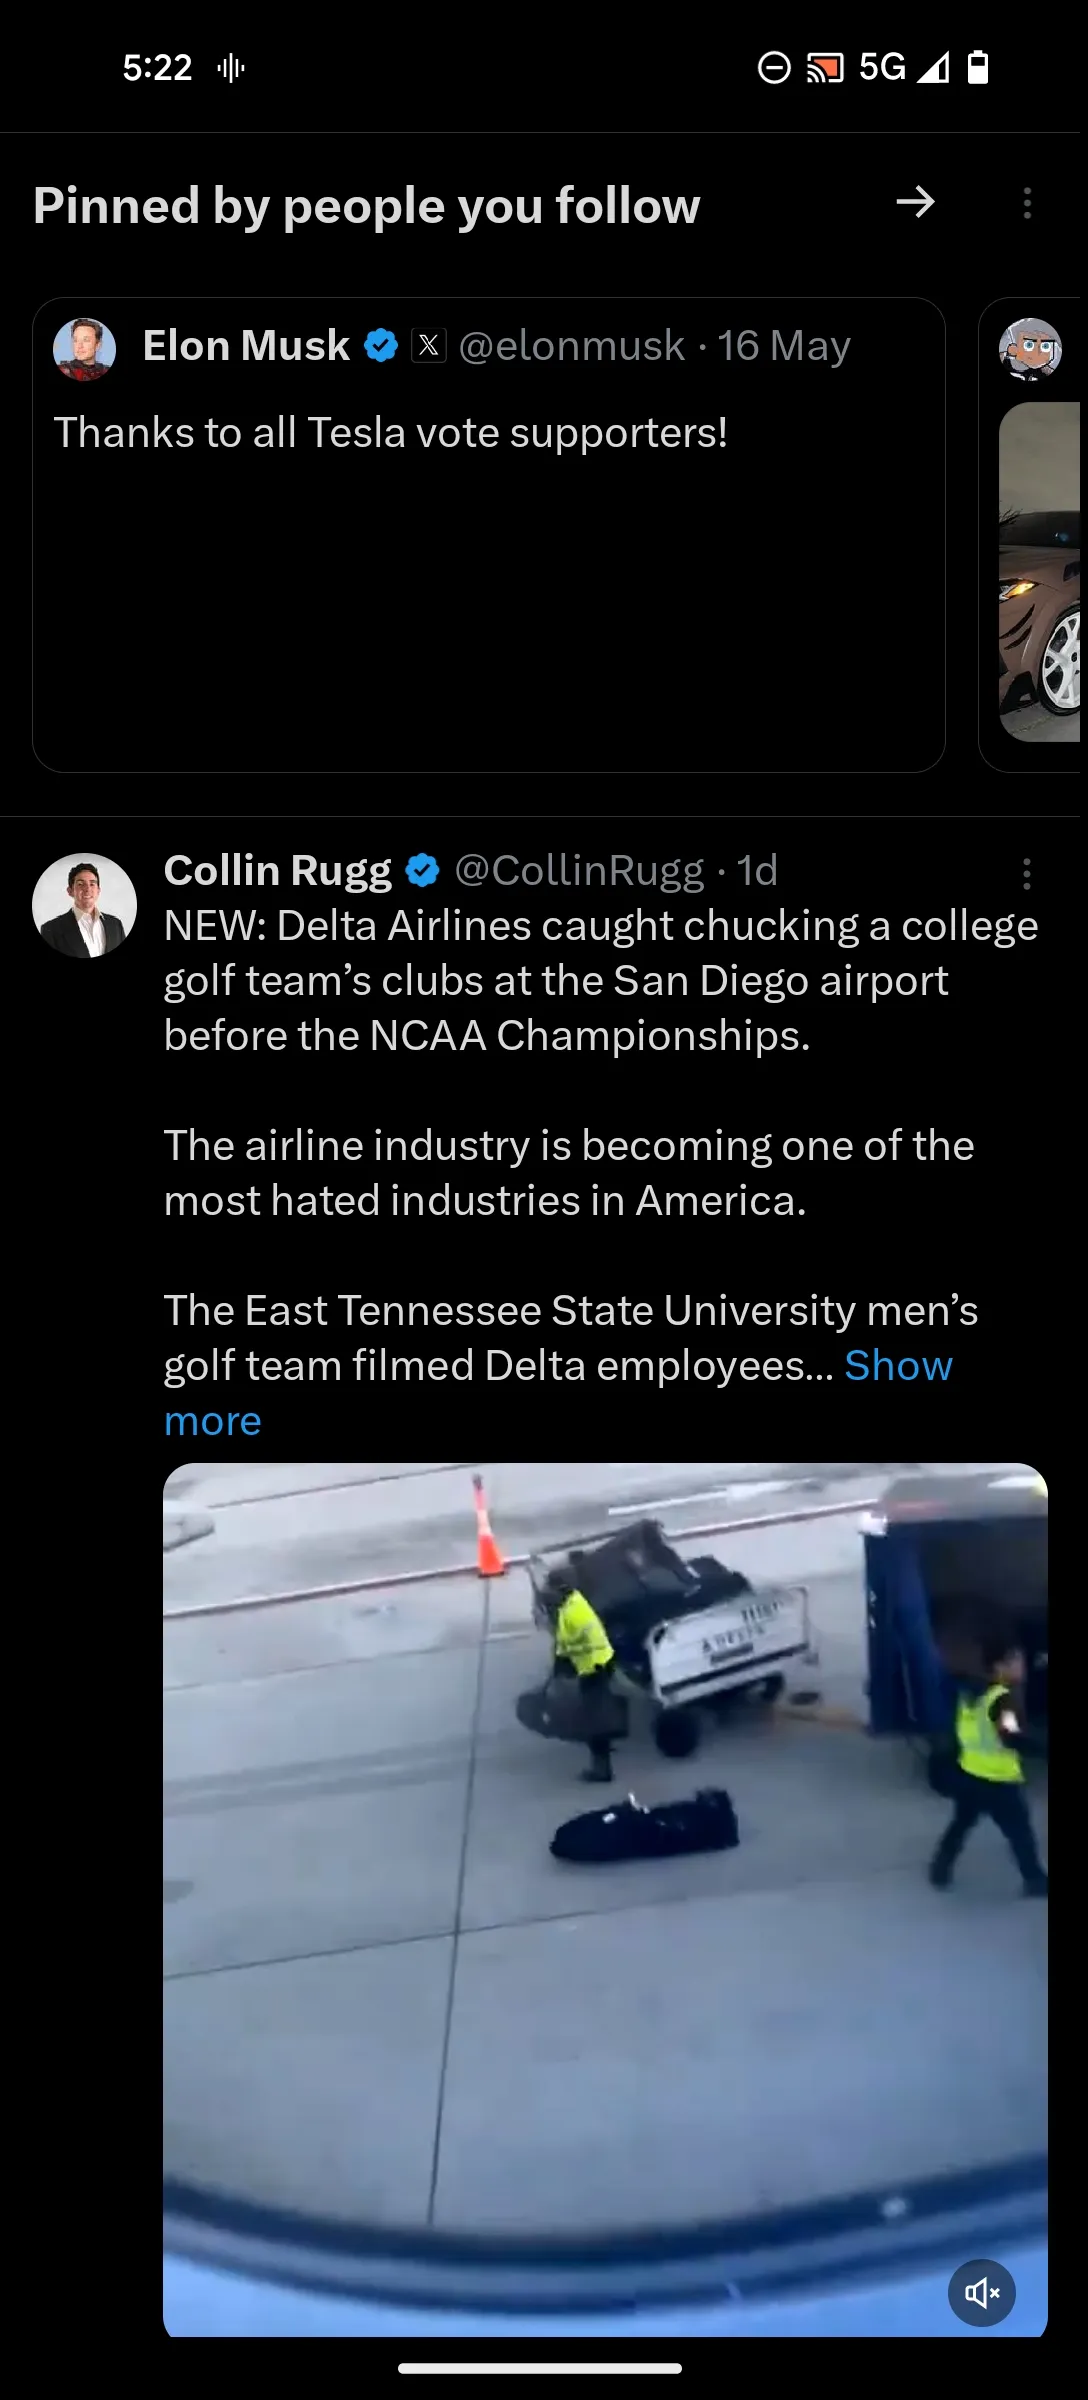 5:22
5G
Pinned by people you follow
Elon Musk @elonmusk · 16 May
Thanks to all Tesla vote supporters!
Collin Rugg @CollinRugg · 1d
NEW: Delta Airlines caught chucking a college
golf team’s clubs at the San Diego airport
before the NCAA Championships.
The airline industry is becoming one of the
most hated industries in America.
The East Tennessee State University men’s
golf team filmed Delta employees... Show
more